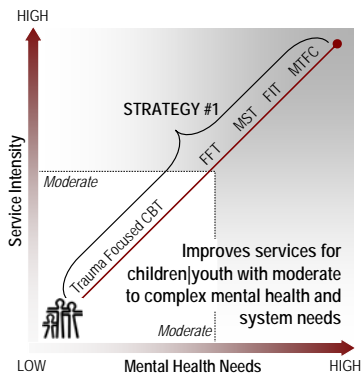 HIGH
STRATEGY #1
MTFC
FIT
MST
FFT
Trauma Focused CBT
Service Intensity
Moderate
Improves services for
children|youth with moderate
to complex mental health and
system needs
Moderate
LOW
Mental Health Needs
HIGH